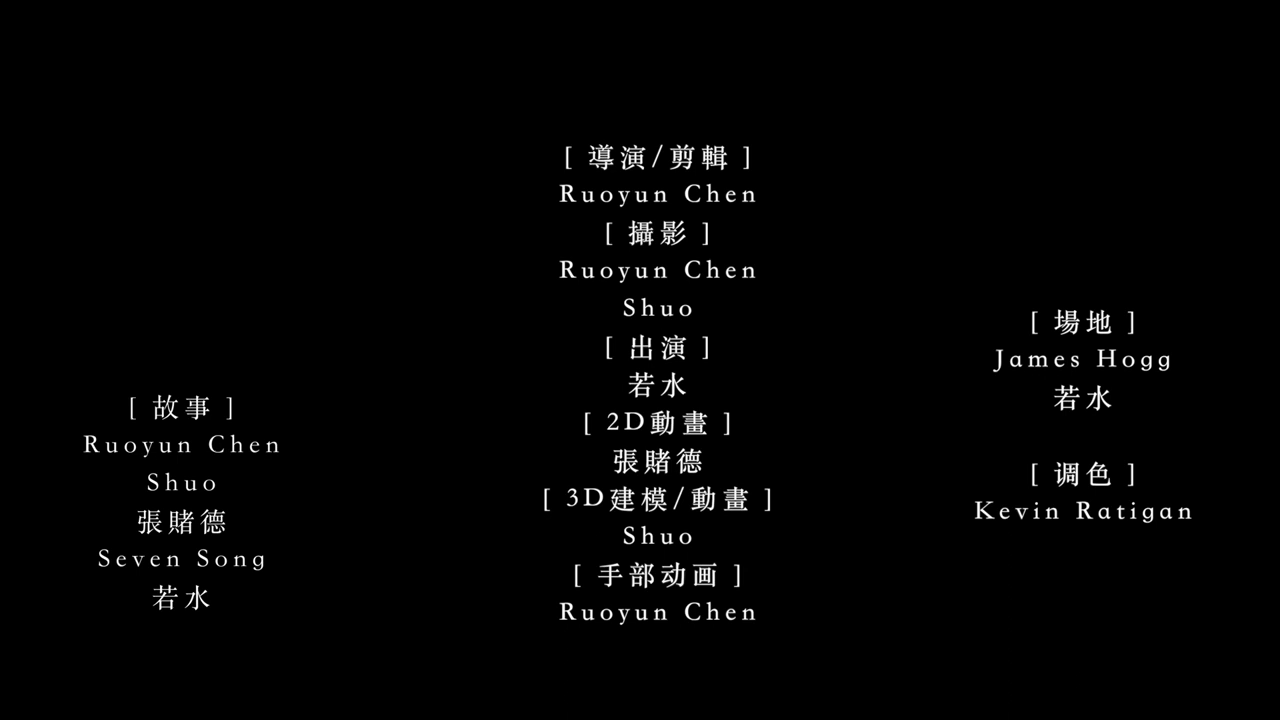 [ 故事 ]
Ruoyun Chen
Shuo
張賭德
Seven Song
若水
[ 導演/剪輯 ]
Ruoyun Chen
[ 攝影 ]
Ruoyun Chen
Shuo
[ 出演 ]
若水
[ 2D動畫 ]
張賭德
[ 3D建模/動畫 ]
Shuo
[ 手部动画 ]
Ruoyun Chen
[ 場地 ]
James Hogg
若水
[ 调色 ]
Kevin Ratigan